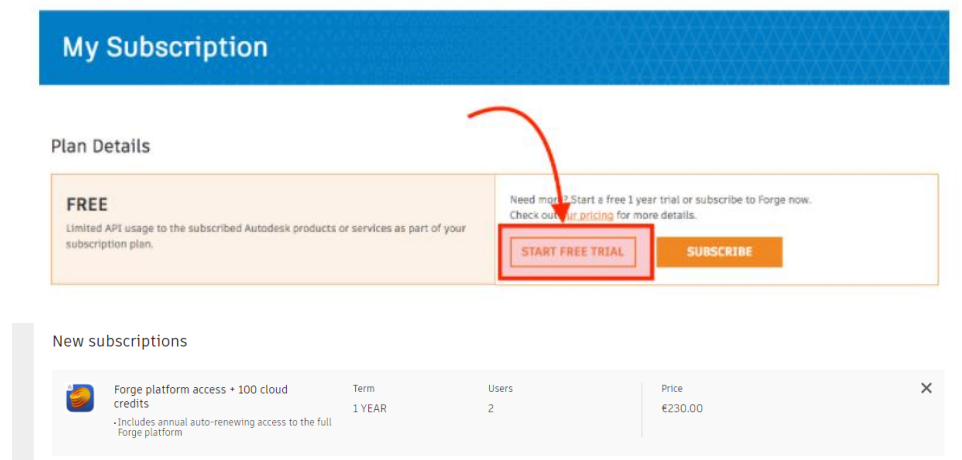 My Subscription
Plan Details
FREE
Limited API usage to the subscribed Autodesk products or services as part of your
subscription plan.
Need more? Start a free 1 year trial or subscribe to Forge now.
Check out our pricing for more details.
START FREE TRIAL
SUBSCRIBE
New subscriptions
Forge platform access + 100 cloud
credits
- Includes annual auto-renewing access to the full
Forge platform
Term
1 YEAR
Users
2
Price
€230.00